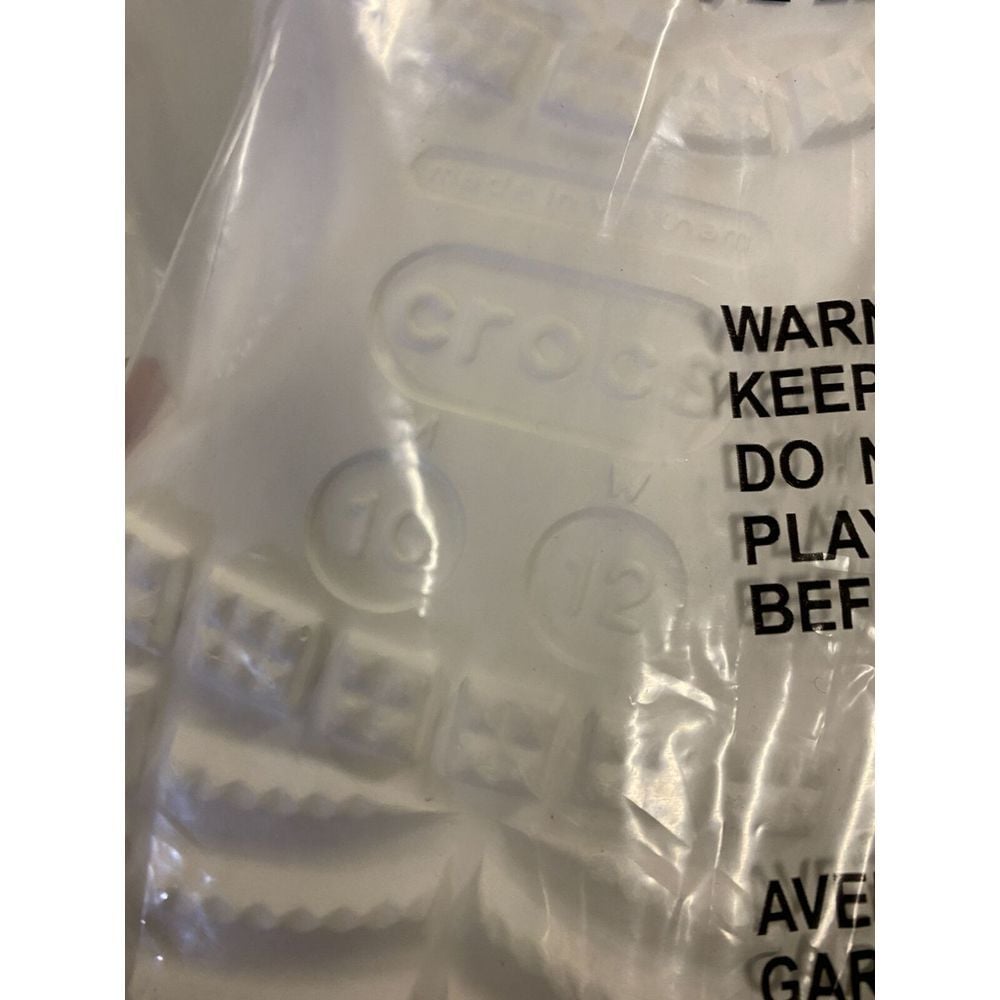 Made in Vietnam
crocs
M W
10 12
WARN
KEEP
DO N
PLAY
BEF
AVE
GAR